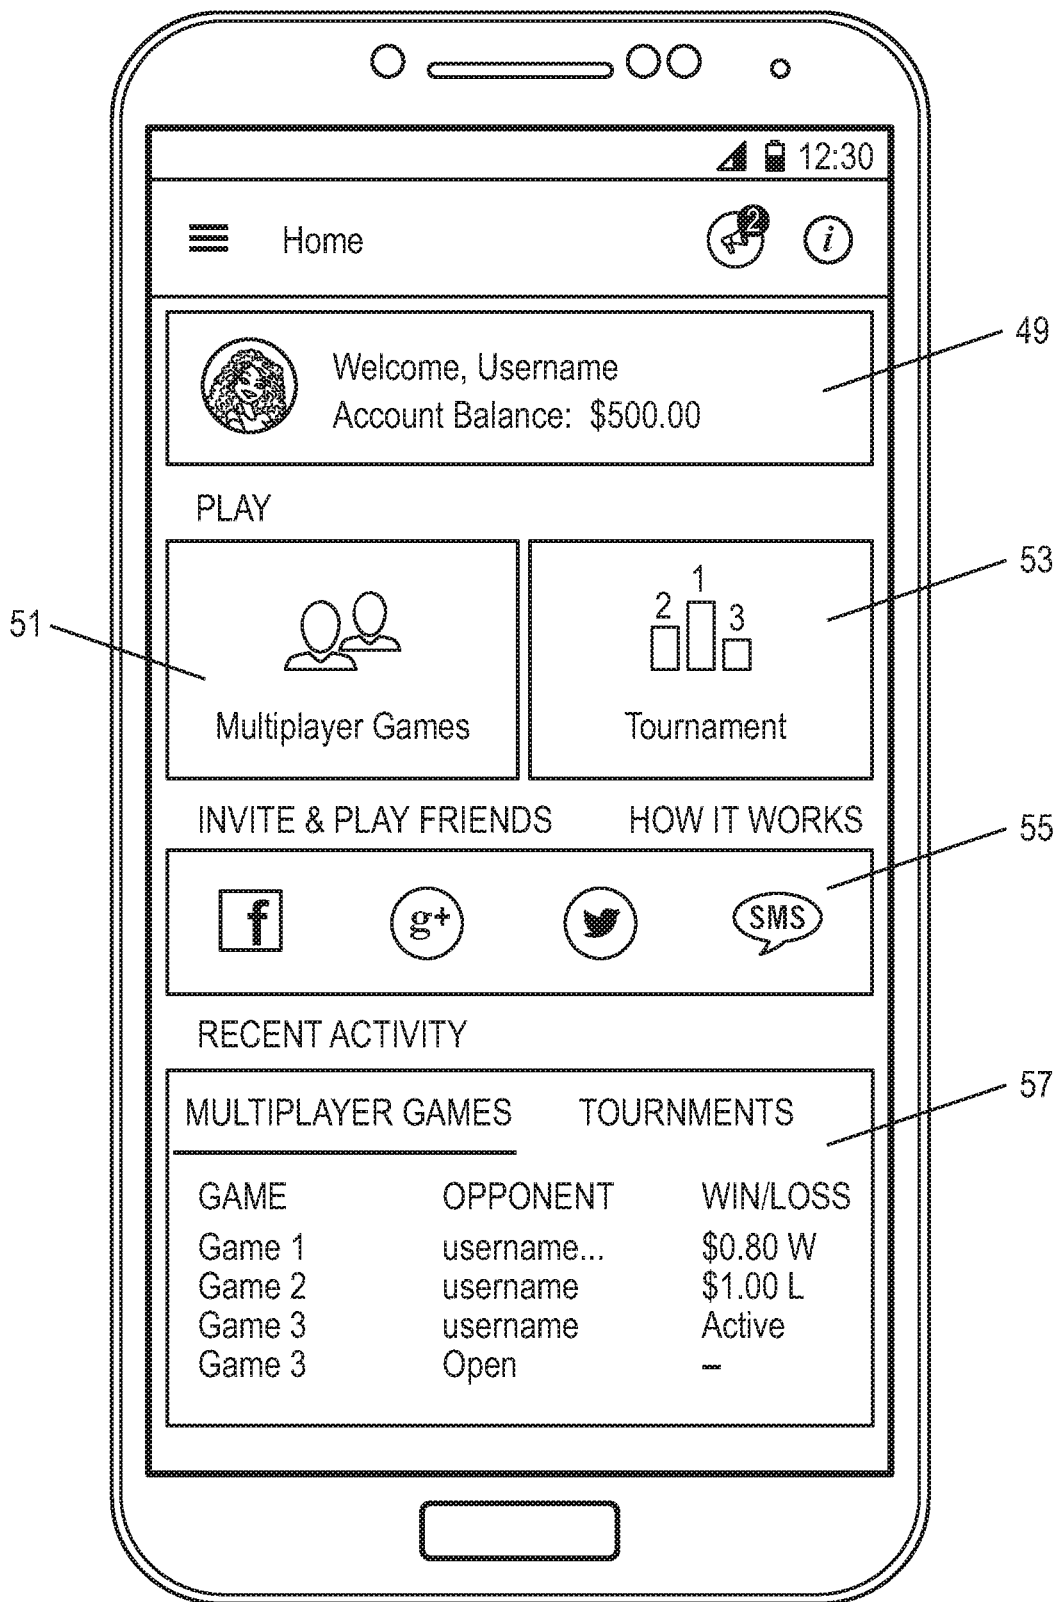 12:30
Home
2
i
49
Welcome, Username
Account Balance: $500.00
PLAY
53
51
2 1 3
Multiplayer Games
Tournament
INVITE & PLAY FRIENDS
HOW IT WORKS
55
f
g+
SMS
RECENT ACTIVITY
57
MULTIPLAYER GAMES TOURNMENTS
GAME OPPONENT WIN/LOSS
Game 1 username... $0.80 W
Game 2 username $1.00 L
Game 3 username Active
Game 3 Open –